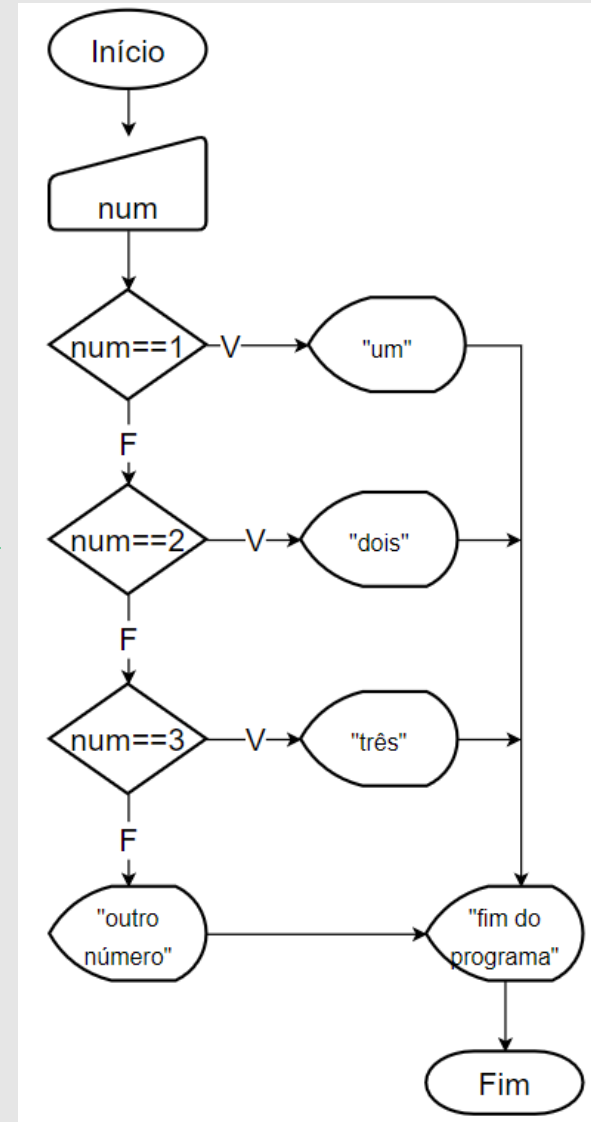 Início
num
num==1
V
"um"
F
num==2
V
"dois"
F
num==3
V
"três"
F
"outro
número"
"fim do
programa"
Fim